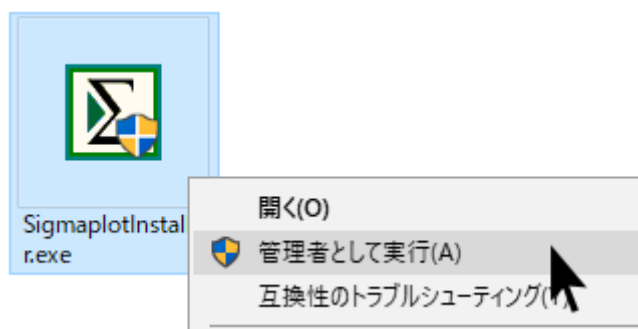 SigmaplotInstal
r.exe
開く(O)
管理者として実行(A)
互換性のトラブルシューティング(Y)